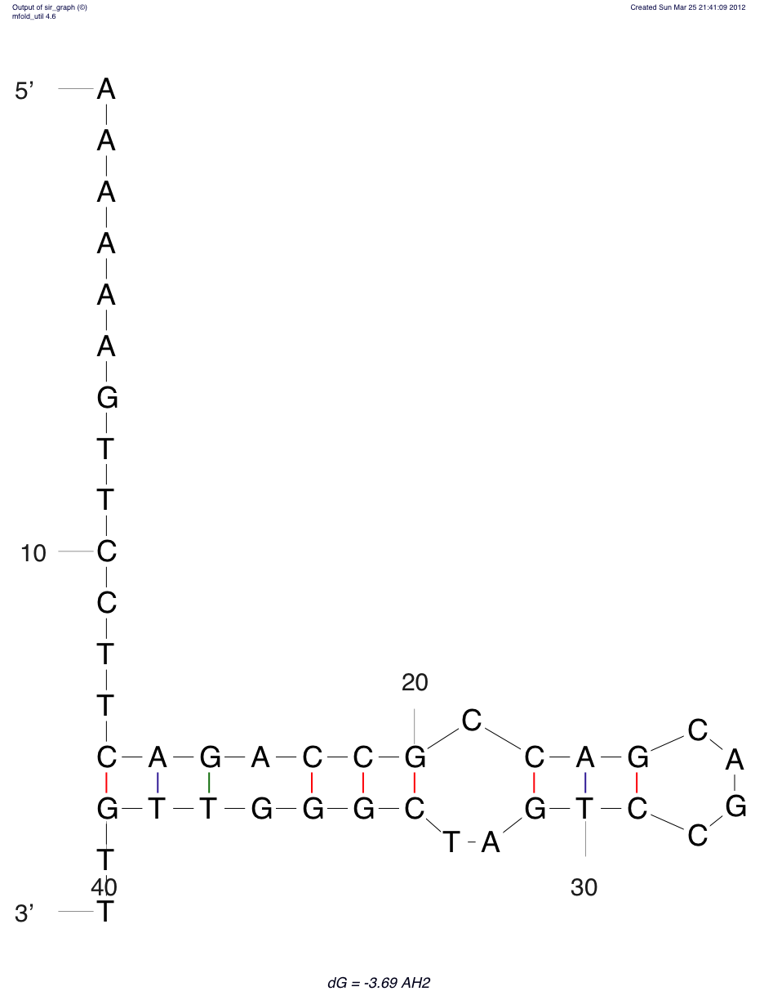 Output of sir_graph (©)
mfold_util 4.6
Created Sun Mar 25 21:41:09 2012
5’ A
A
A
A
A
A
G
T
T
10 C
C
T
T
20
C A G A C C G C C A G C A
G T T G G G C T A G T C C G
T
40 30
3’ T
dG = -3.69 AH2